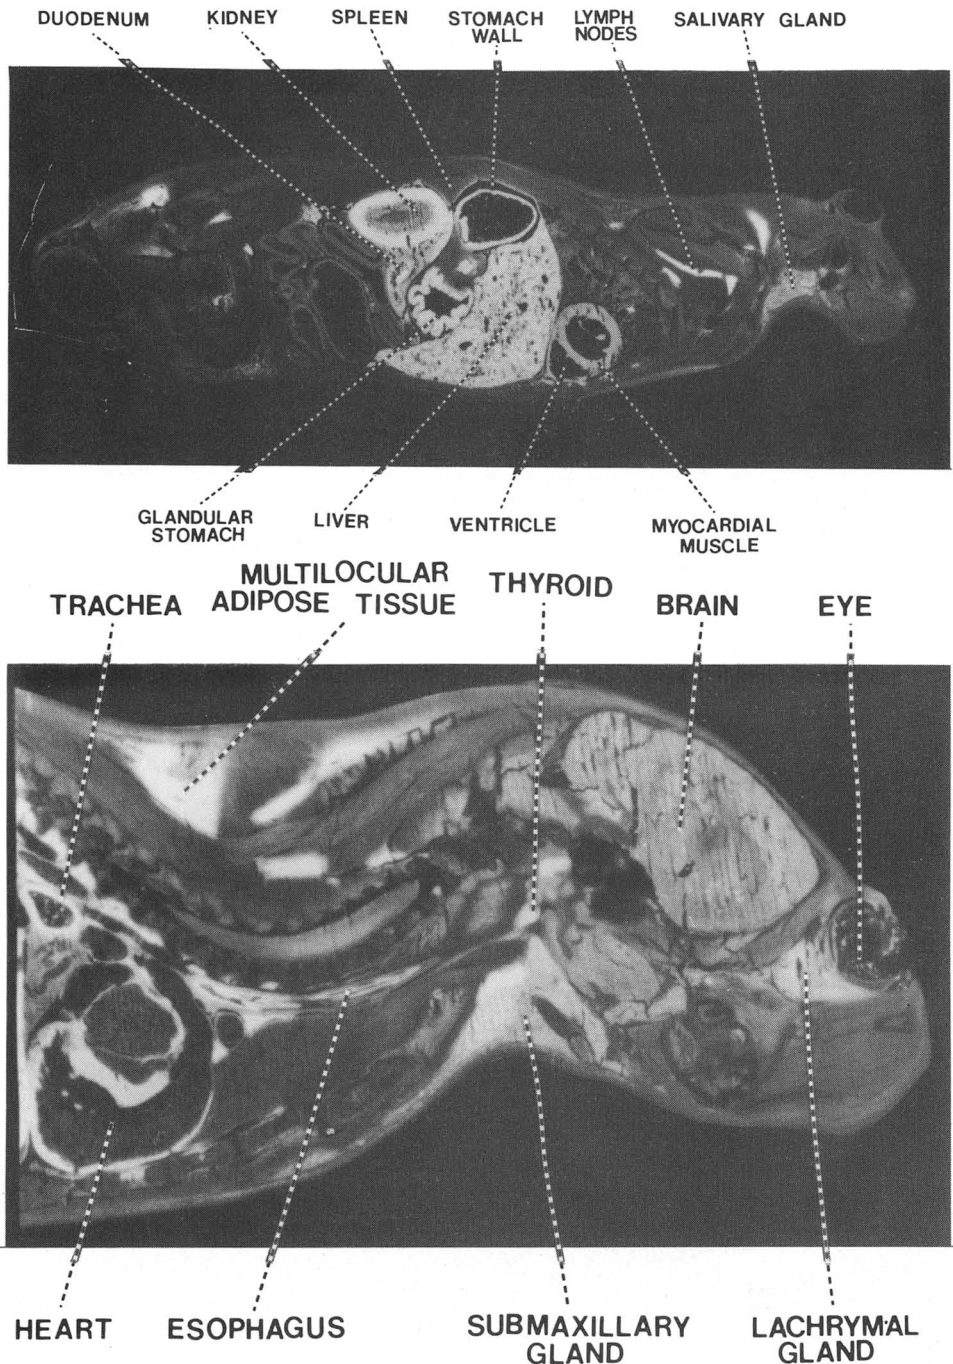 DUODENUM
KIDNEY
SPLEEN
STOMACH
WALL
LYMPH
NODES
SALIVARY GLAND
GLANDULAR
STOMACH
LIVER
VENTRICLE
MYOCARDIAL
MUSCLE
TRACHEA
MULTILOCULAR
ADIPOSE TISSUE
THYROID
BRAIN
EYE
HEART
ESOPHAGUS
SUBMAXILLARY
GLAND
LACHRYMAL
GLAND